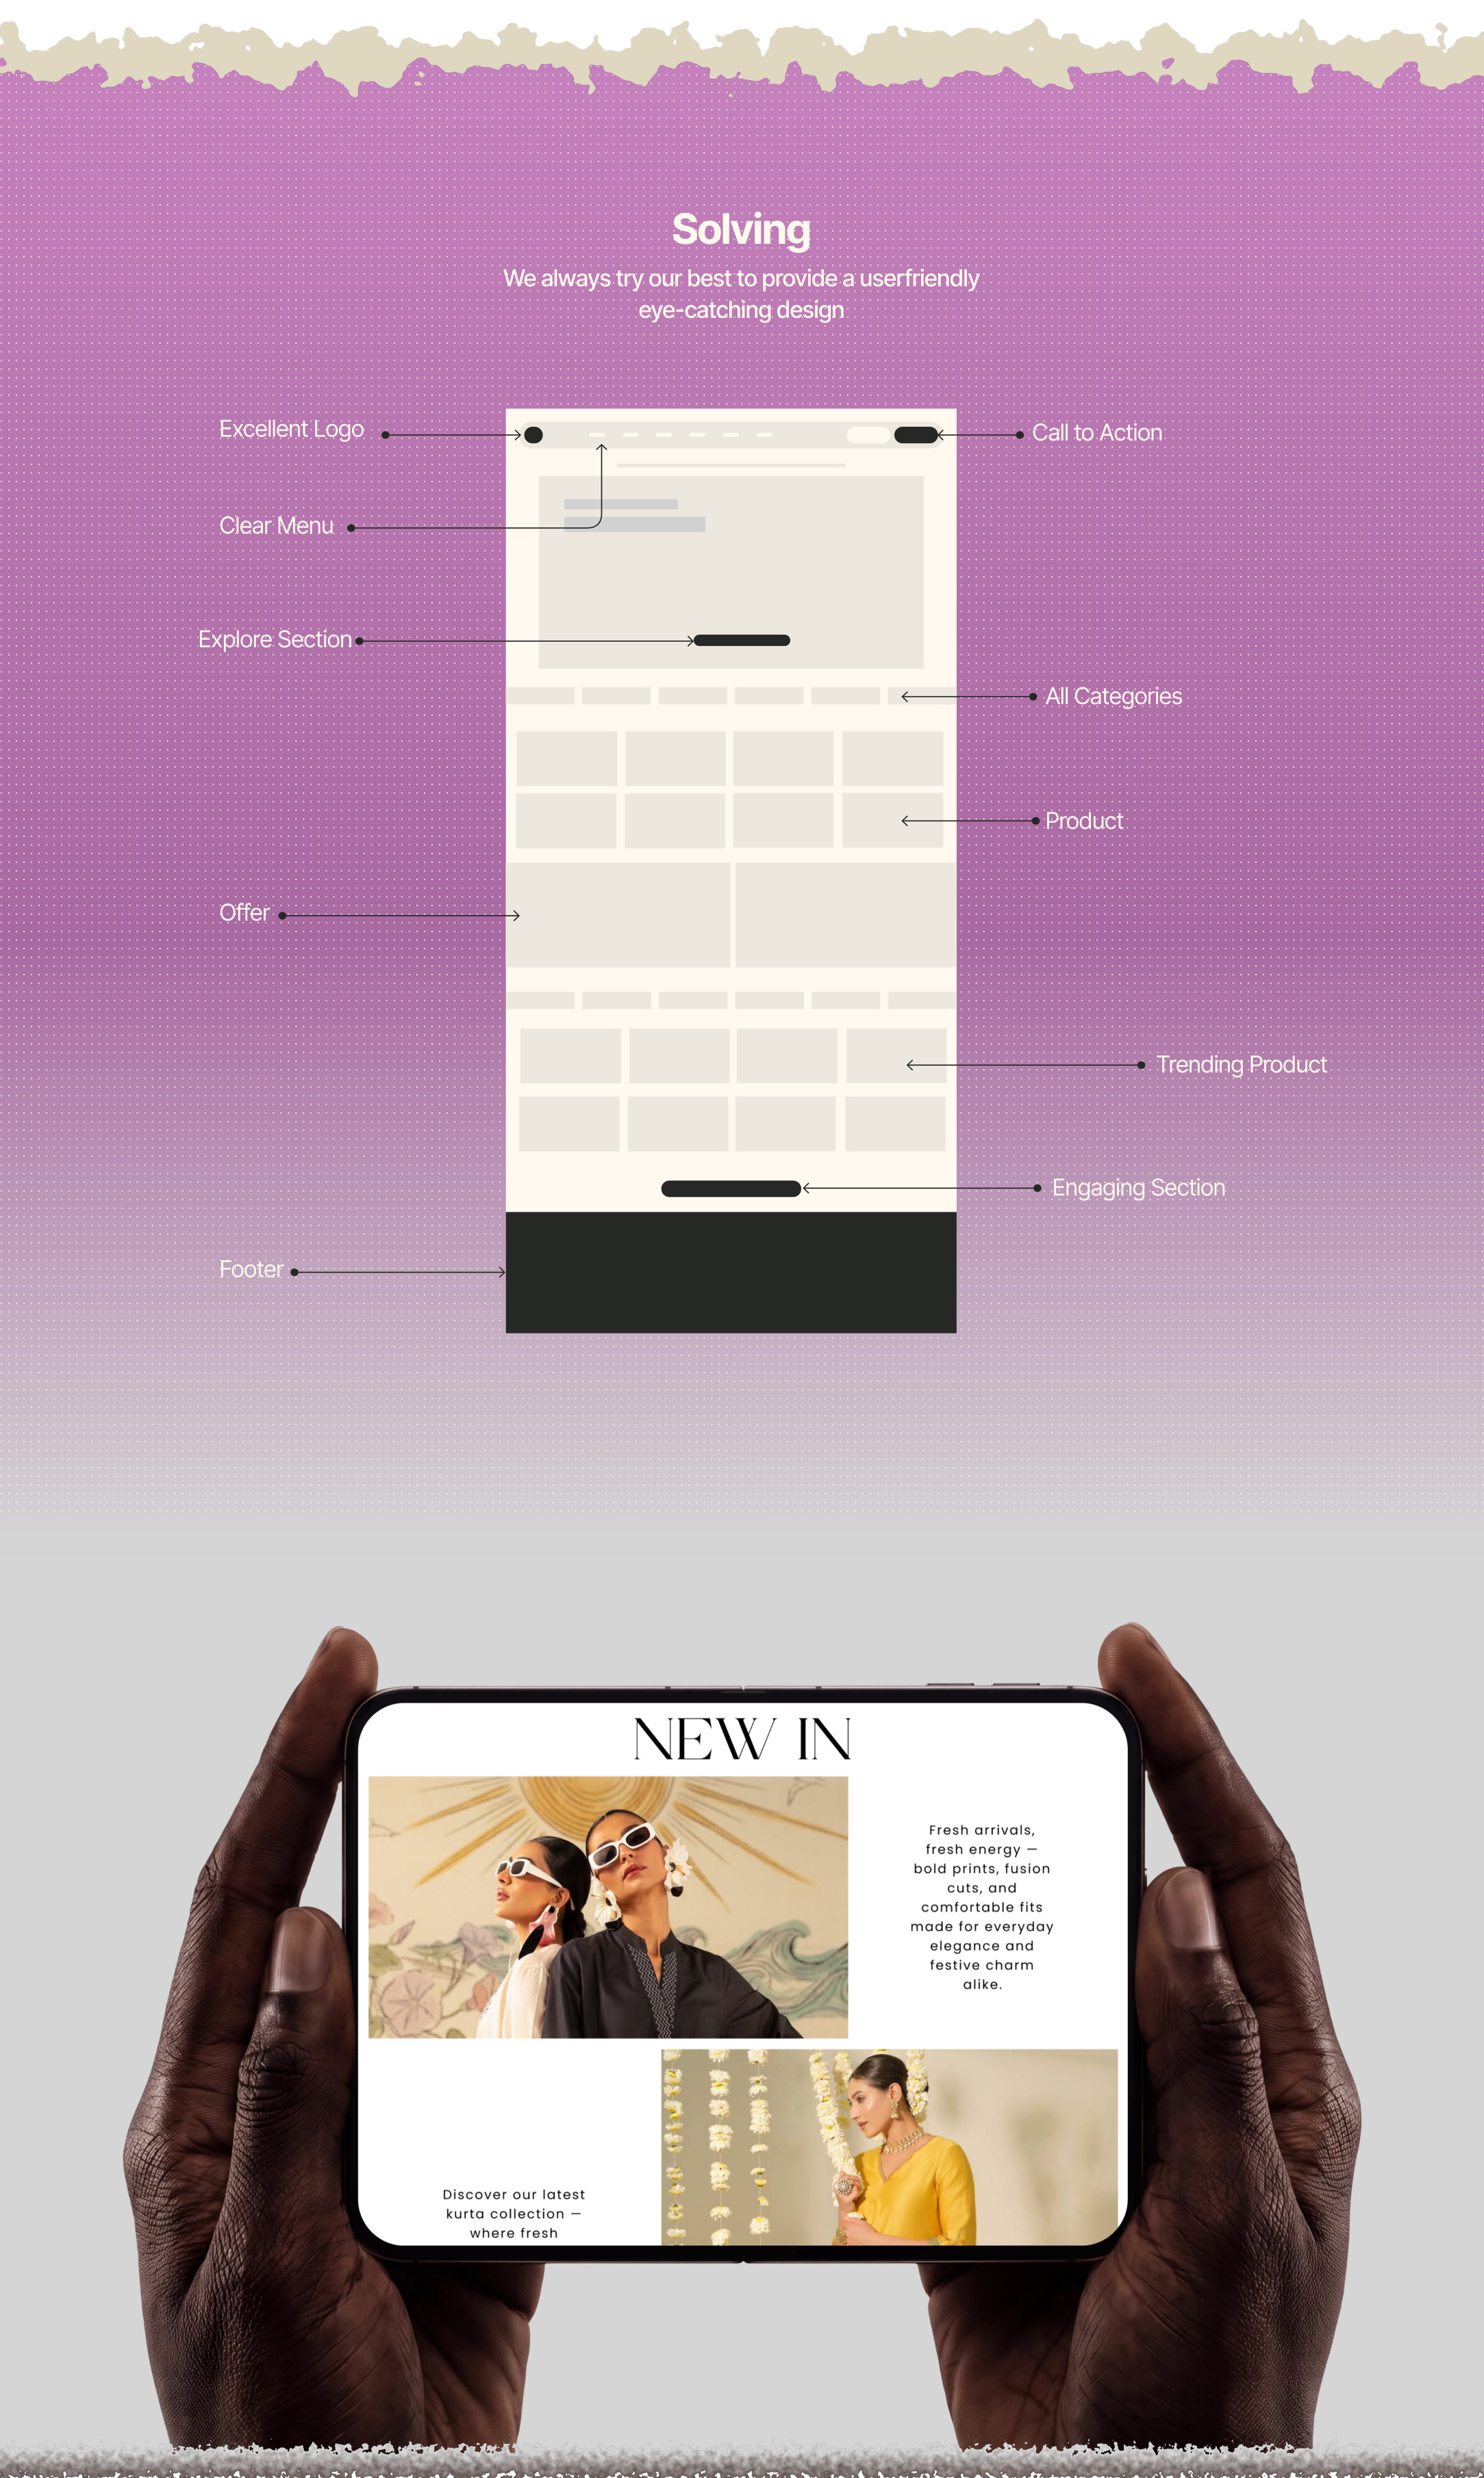 Solving
We always try our best to provide a userfriendly
eye-catching design
Excellent Logo
Call to Action
Clear Menu
Explore Section
All Categories
Product
Offer
Trending Product
Engaging Section
Footer
NEW IN
Fresh arrivals,
fresh energy —
bold prints, fusion
cuts, and
comfortable fits
made for everyday
elegance and
festive charm
alike.
Discover our latest
kurta collection —
where fresh